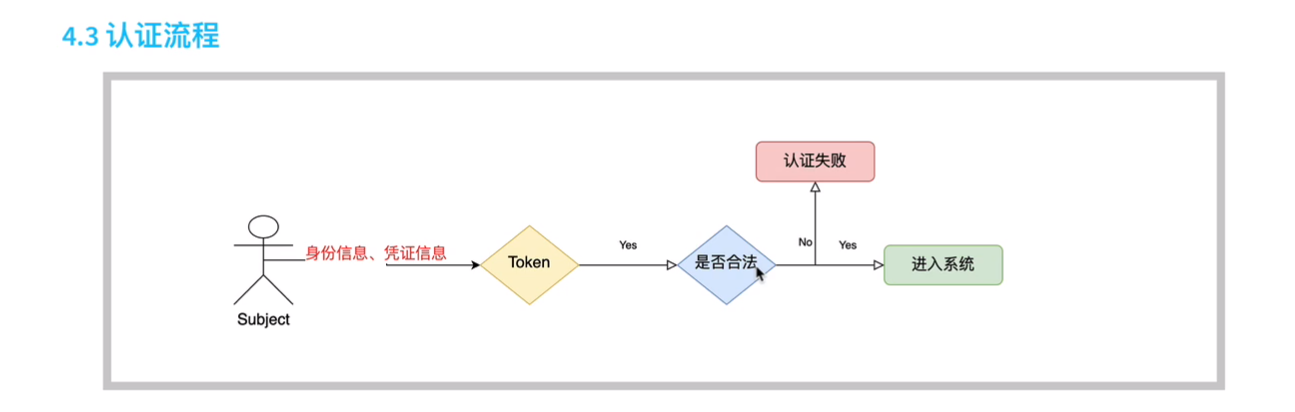 4.3 认证流程
认证失败
身份信息、凭证信息
Token
Yes
是否合法
No
Yes
进入系统
Subject